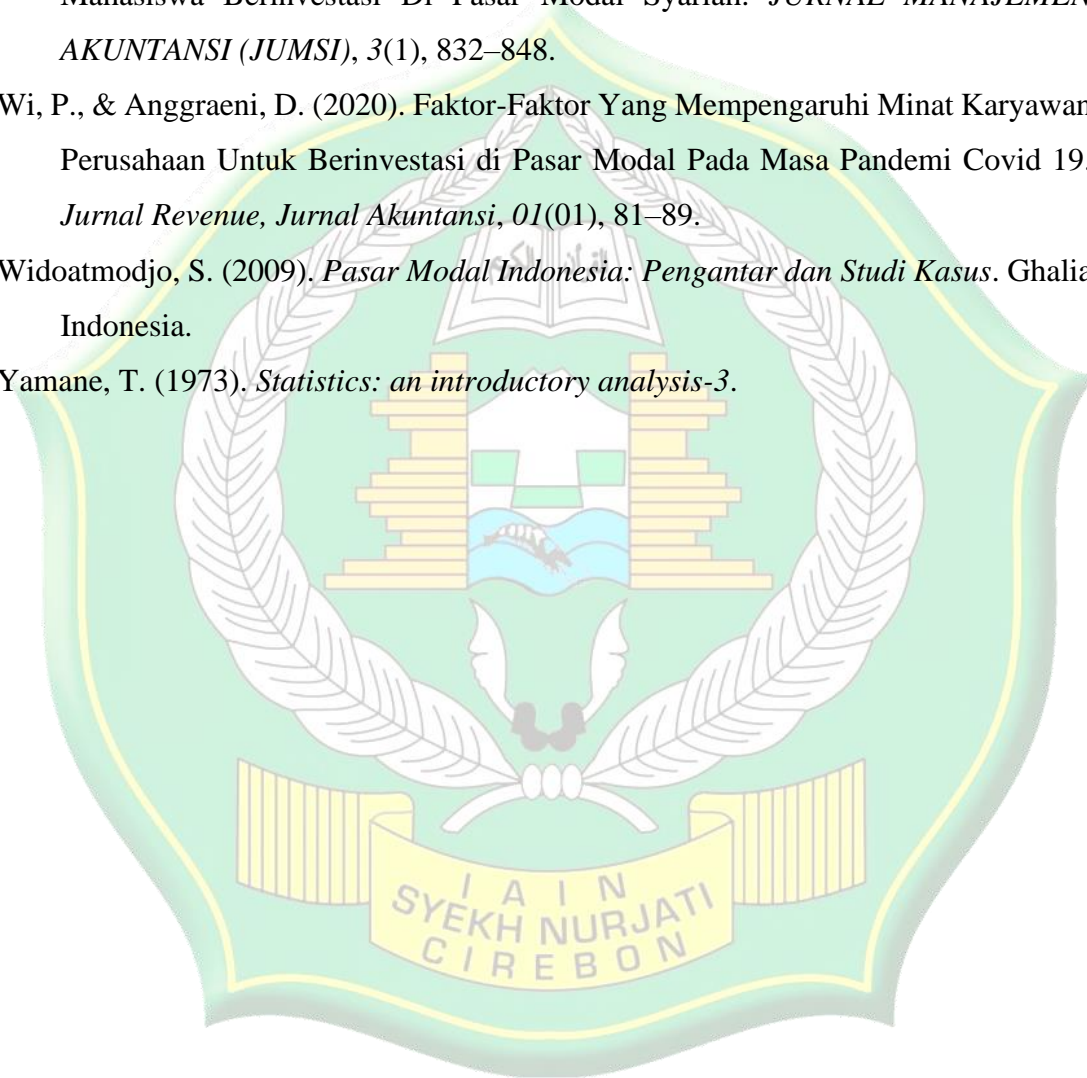 Mahasiswa Berinvestasi Di Pasar Modal Syariah. JURNAL MANAJEMEN
AKUNTANSI (JUMSI), 3(1), 832–848.
Wi, P., & Anggraeni, D. (2020). Faktor-Faktor Yang Mempengaruhi Minat Karyawan
Perusahaan Untuk Berinvestasi di Pasar Modal Pada Masa Pandemi Covid 19.
Jurnal Revenue, Jurnal Akuntansi, 01(01), 81–89.
Widoatmodjo, S. (2009). Pasar Modal Indonesia: Pengantar dan Studi Kasus. Ghalia
Indonesia.
Yamane, T. (1973). Statistics: an introductory analysis-3.
IAIN
SYEKH NURJATI
CIREBON